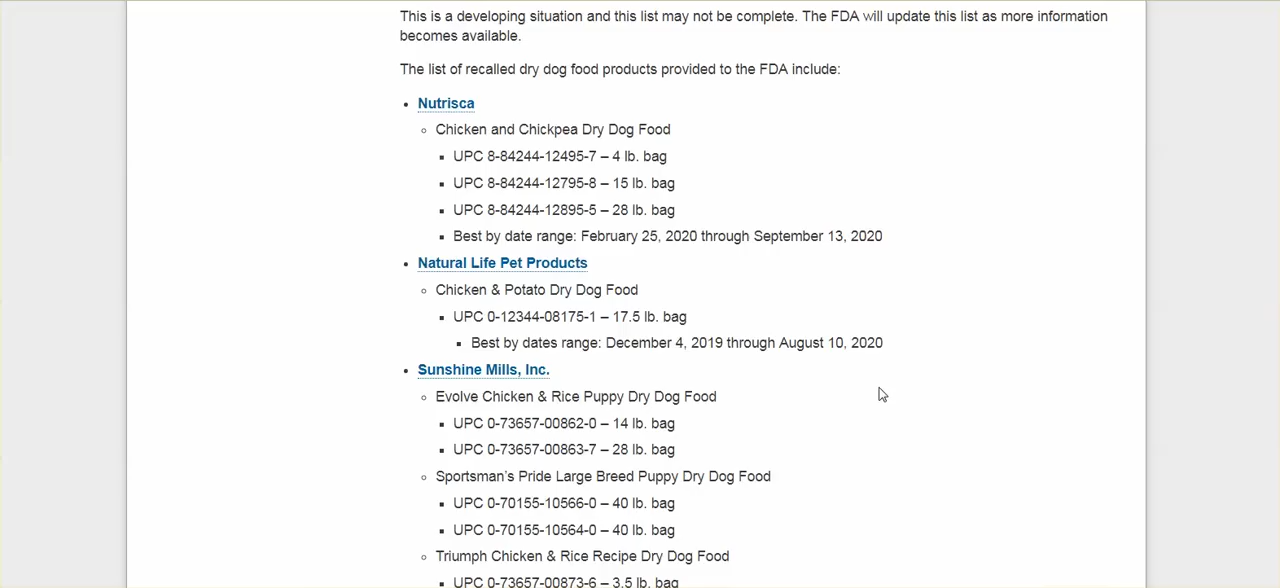 This is a developing situation and this list may not be complete. The FDA will update this list as more information
becomes available.
The list of recalled dry dog food products provided to the FDA include:
Nutrisca
Chicken and Chickpea Dry Dog Food
UPC 8-84244-12495-7 – 4 lb. bag
UPC 8-84244-12795-8 – 15 lb. bag
UPC 8-84244-12895-5 – 28 lb. bag
Best by date range: February 25, 2020 through September 13, 2020
Natural Life Pet Products
Chicken & Potato Dry Dog Food
UPC 0-12344-08175-1 – 17.5 lb. bag
Best by dates range: December 4, 2019 through August 10, 2020
Sunshine Mills, Inc.
Evolve Chicken & Rice Puppy Dry Dog Food
UPC 0-73657-00862-0 – 14 lb. bag
UPC 0-73657-00863-7 – 28 lb. bag
Sportsman’s Pride Large Breed Puppy Dry Dog Food
UPC 0-70155-10566-0 – 40 lb. bag
UPC 0-70155-10564-0 – 40 lb. bag
Triumph Chicken & Rice Recipe Dry Dog Food
UPC 0-73657-00873-6 – 3.5 lb. bag